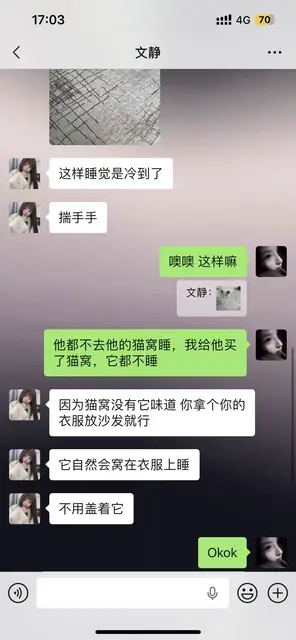 17:03
4G 70
文静
这样睡觉是冷到了
揣手手
噢噢 这样嘛
文静：
他都不去他的猫窝睡，我给他买
了猫窝，它都不睡
因为猫窝没有它味道 你拿个你的
衣服放沙发就行
它自然会窝在衣服上睡
不用盖着它
Okok